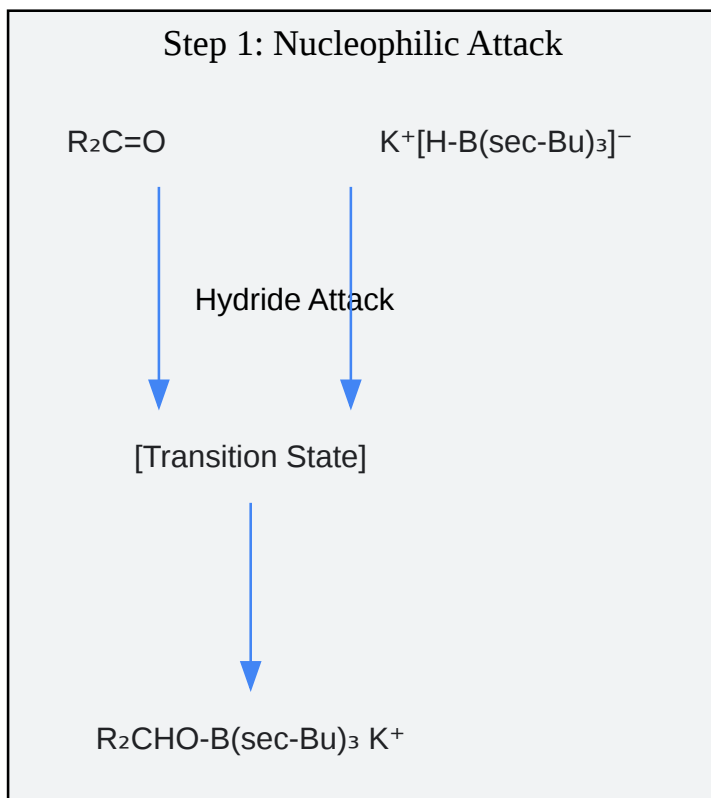 Step 1: Nucleophilic Attack
R₂C=O K⁺[H-B(sec-Bu)₃]⁻
Hydride Attack
[Transition State]
R₂CHO-B(sec-Bu)₃ K⁺